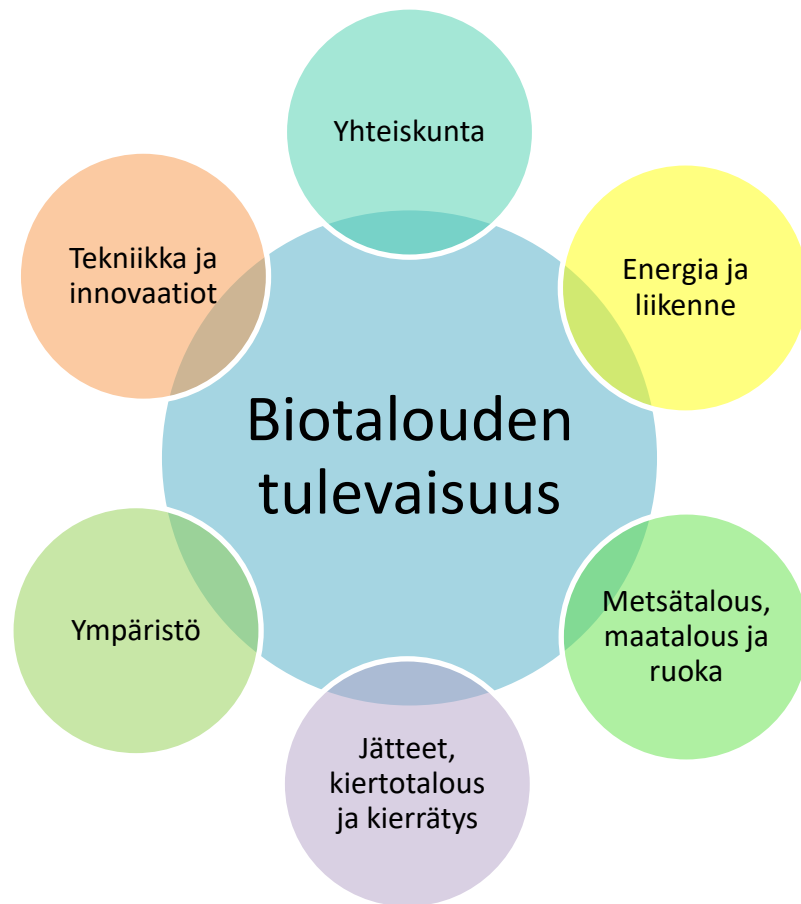 Yhteiskunta
Tekniikka ja
innovaatiot
Energia ja
liikenne
Biotalouden
tulevaisuus
Ympäristö
Metsätalous,
maatalous ja
ruoka
Jätteet,
kiertotalous
ja kierrätys